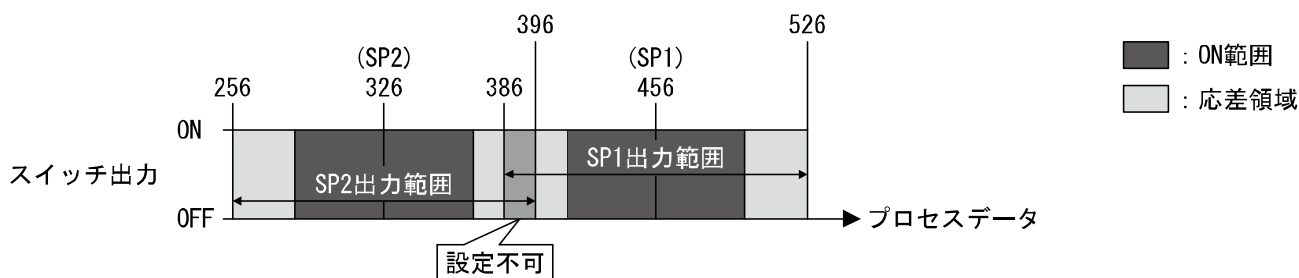 396
526
(SP2)
(SP1)
256
326
386
456
：ON範囲
：応差領域
ON
スイッチ出力
SP1出力範囲
SP2出力範囲
OFF
プロセスデータ
設定不可